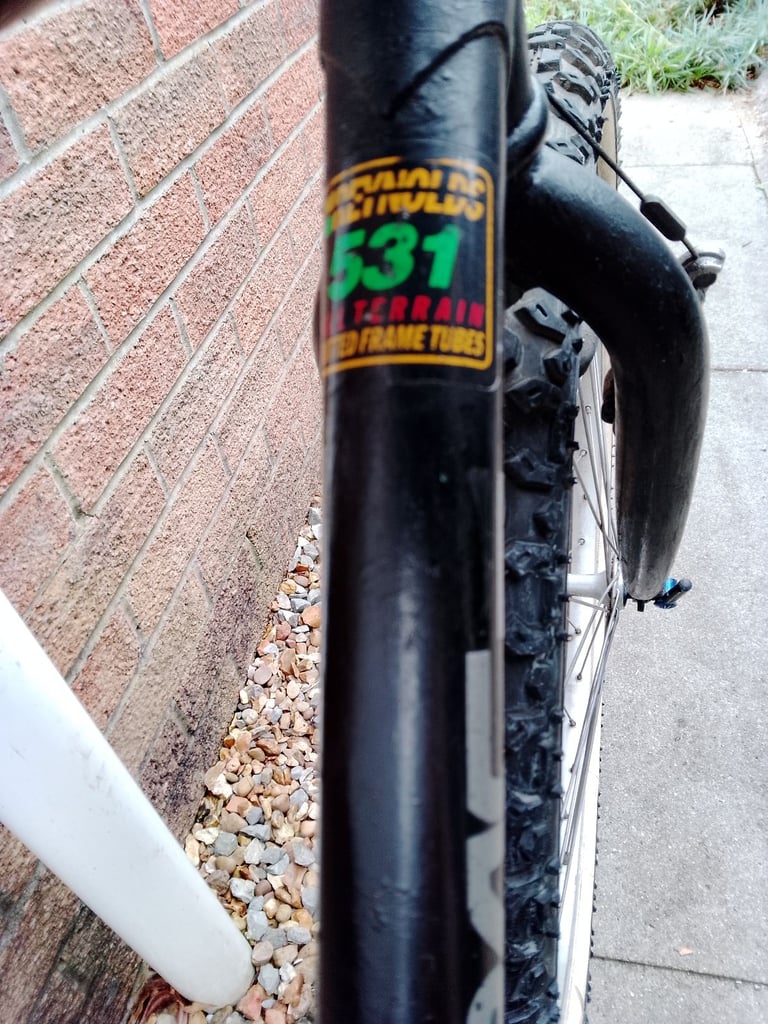 REYNOLDS
531
TERRAIN
FRAME TUBES